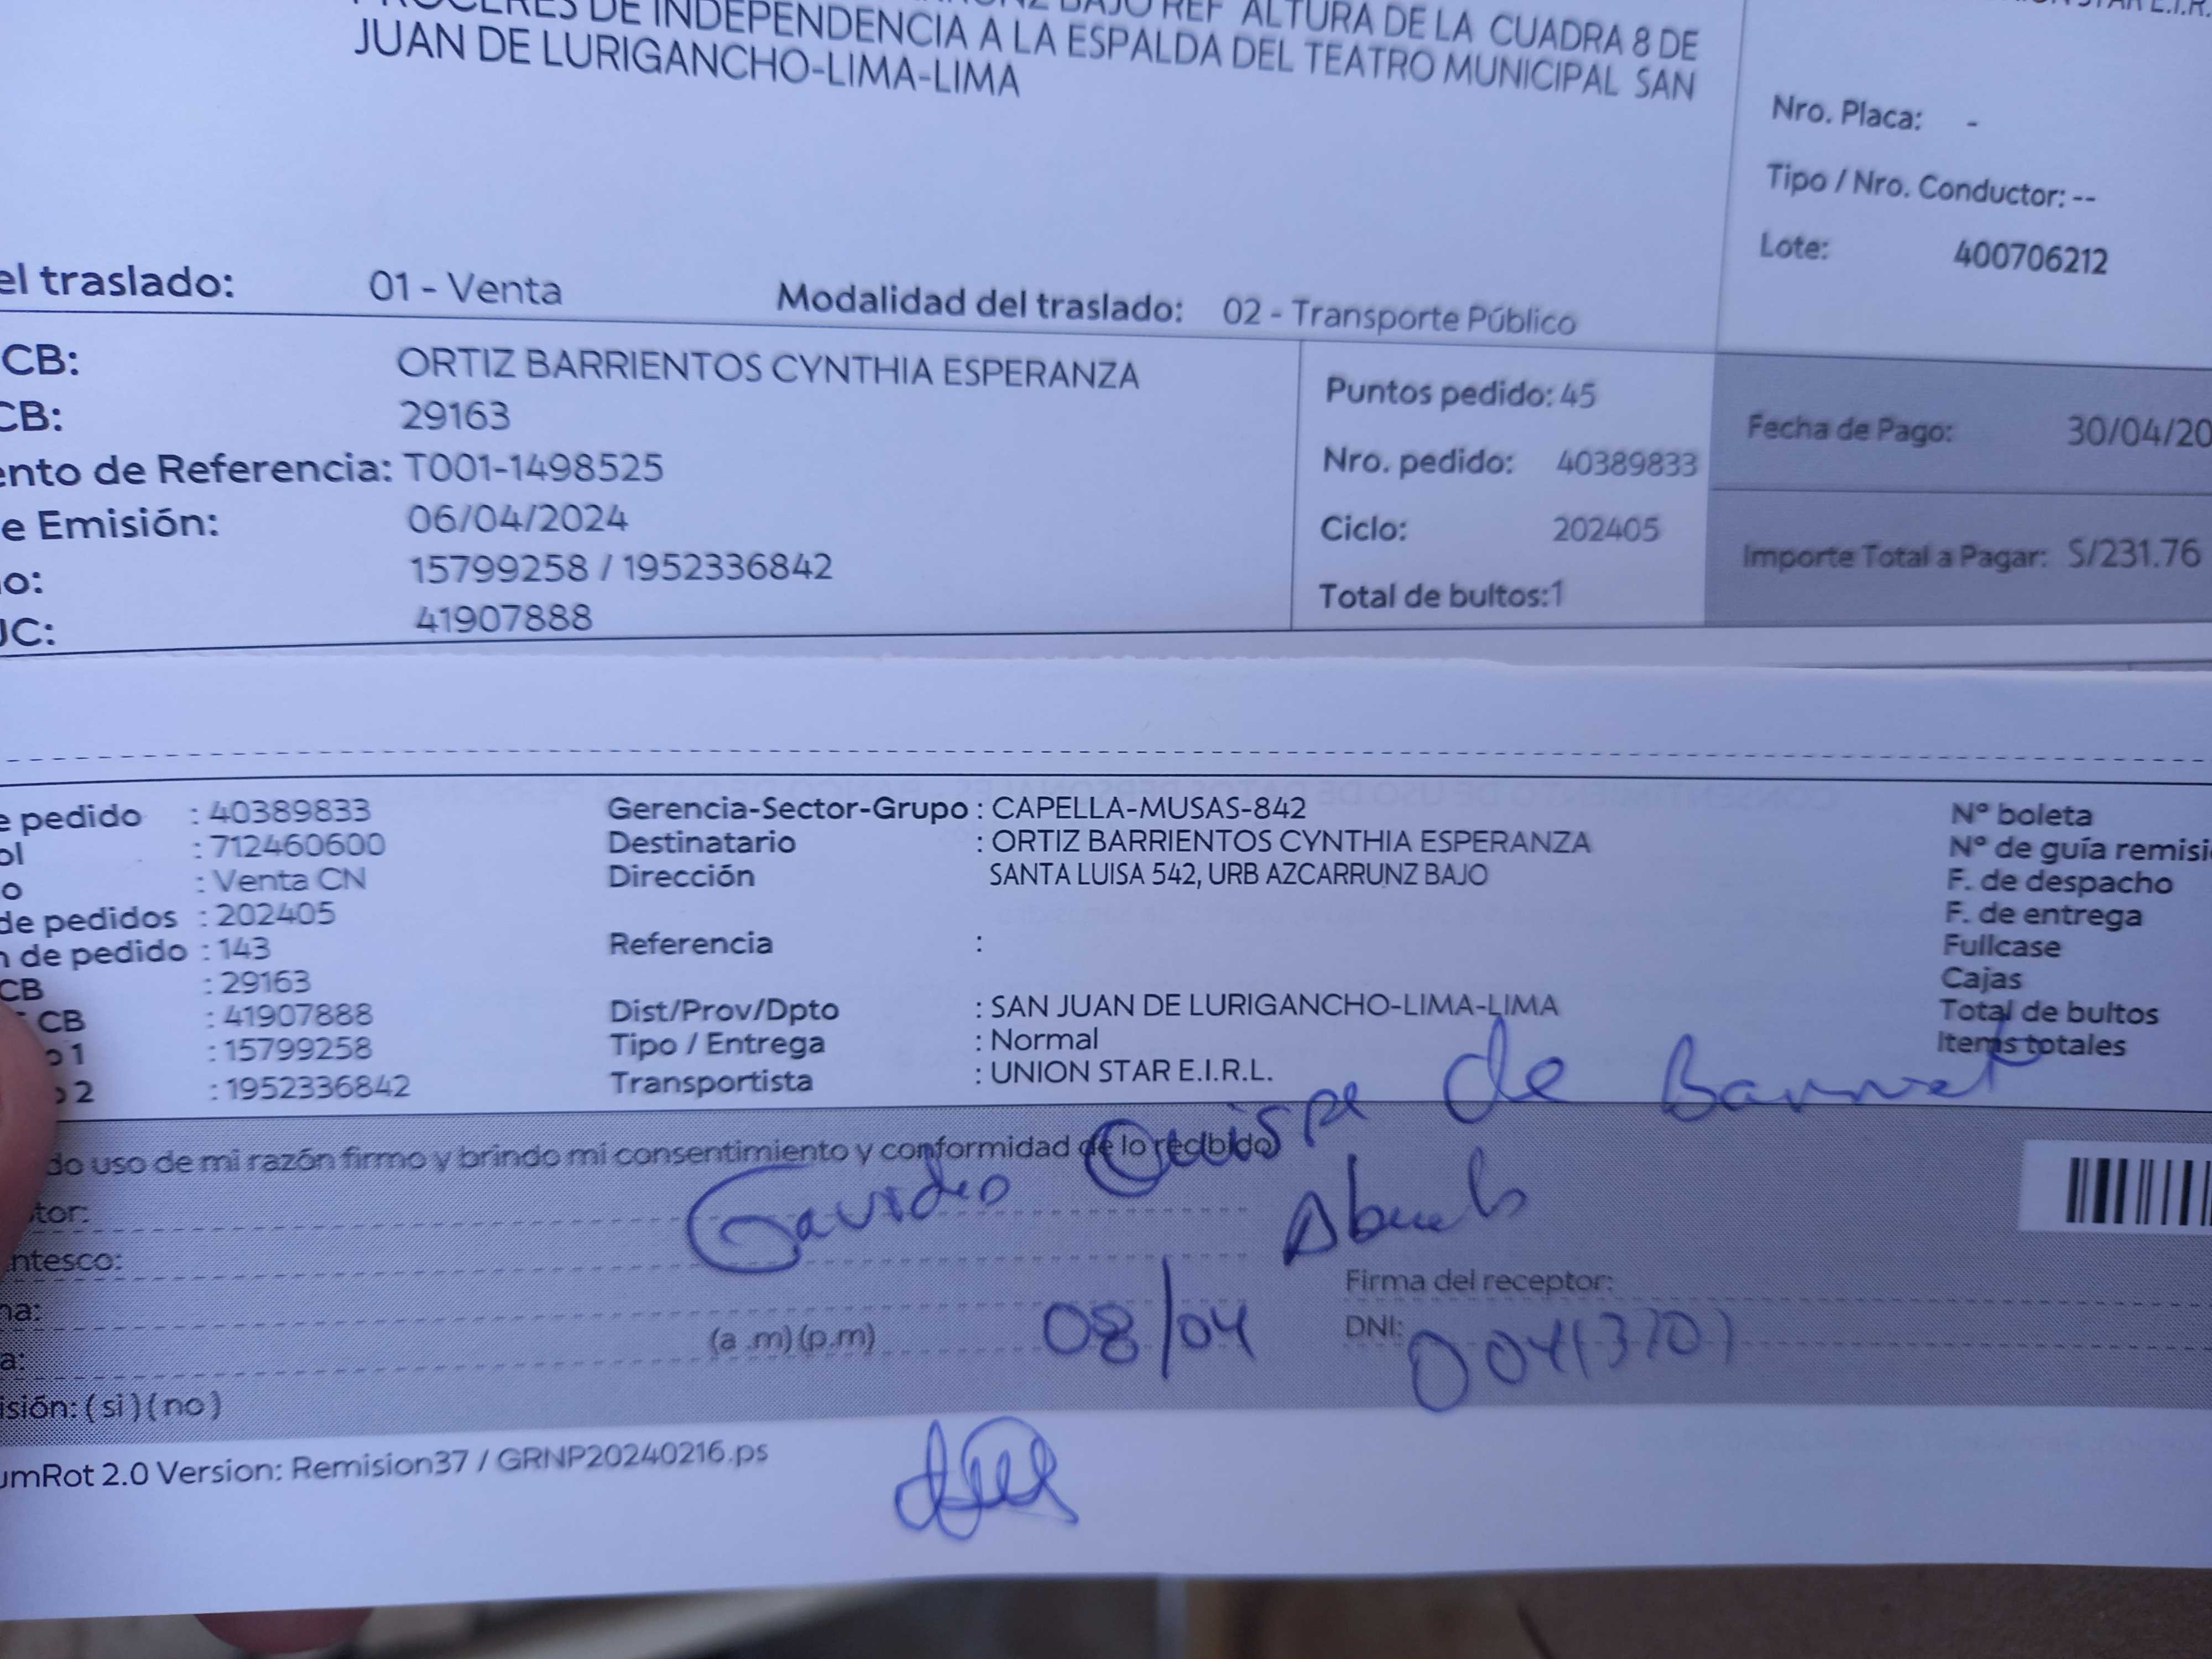 ALTURA DE LA CUADRA 8 DE
PROCERES DE INDEPENDENCIA A LA ESPALDA DEL TEATRO MUNICIPAL SAN
JUAN DE LURIGANCHO-LIMA-LIMA
Nro. Placa: -
Tipo / Nro. Conductor: --
Lote: 400706212
el traslado: 01 - Venta Modalidad del traslado: 02 - Transporte Público
CB: ORTIZ BARRIENTOS CYNTHIA ESPERANZA
CB: 29163
ento de Referencia: T001-1498525
e Emisión: 06/04/2024
o: 15799258 / 1952336842
UC: 41907888
Puntos pedido: 45
Nro. pedido: 40389833
Ciclo: 202405
Total de bultos:1
Fecha de Pago: 30/04/20
Importe Total a Pagar: S/231.76
e pedido : 40389833
ol : 712460600
o : Venta CN
de pedidos : 202405
n de pedido : 143
CB : 29163
CB : 41907888
o 1 : 15799258
o 2 : 1952336842
Gerencia-Sector-Grupo : CAPELLA-MUSAS-842
Destinatario : ORTIZ BARRIENTOS CYNTHIA ESPERANZA
Dirección SANTA LUISA 542, URB AZCARRUNZ BAJO
Referencia :
Dist/Prov/Dpto : SAN JUAN DE LURIGANCHO-LIMA-LIMA
Tipo / Entrega : Normal
Transportista : UNION STAR E.I.R.L.
N° boleta
N° de guía remisi
F. de despacho
F. de entrega
Fullcase
Cajas
Total de bultos
Items totales
do uso de mi razón firmo y brindo mi consentimiento y conformidad de lo recibido
Quispe de
tor:
ntesco:
Firma del receptor:
na:
(a .m) (p.m) 08/04
DNI:
a:
isión: ( si ) ( no )
umRot 2.0 Version: Remision37 / GRNP20240216.ps